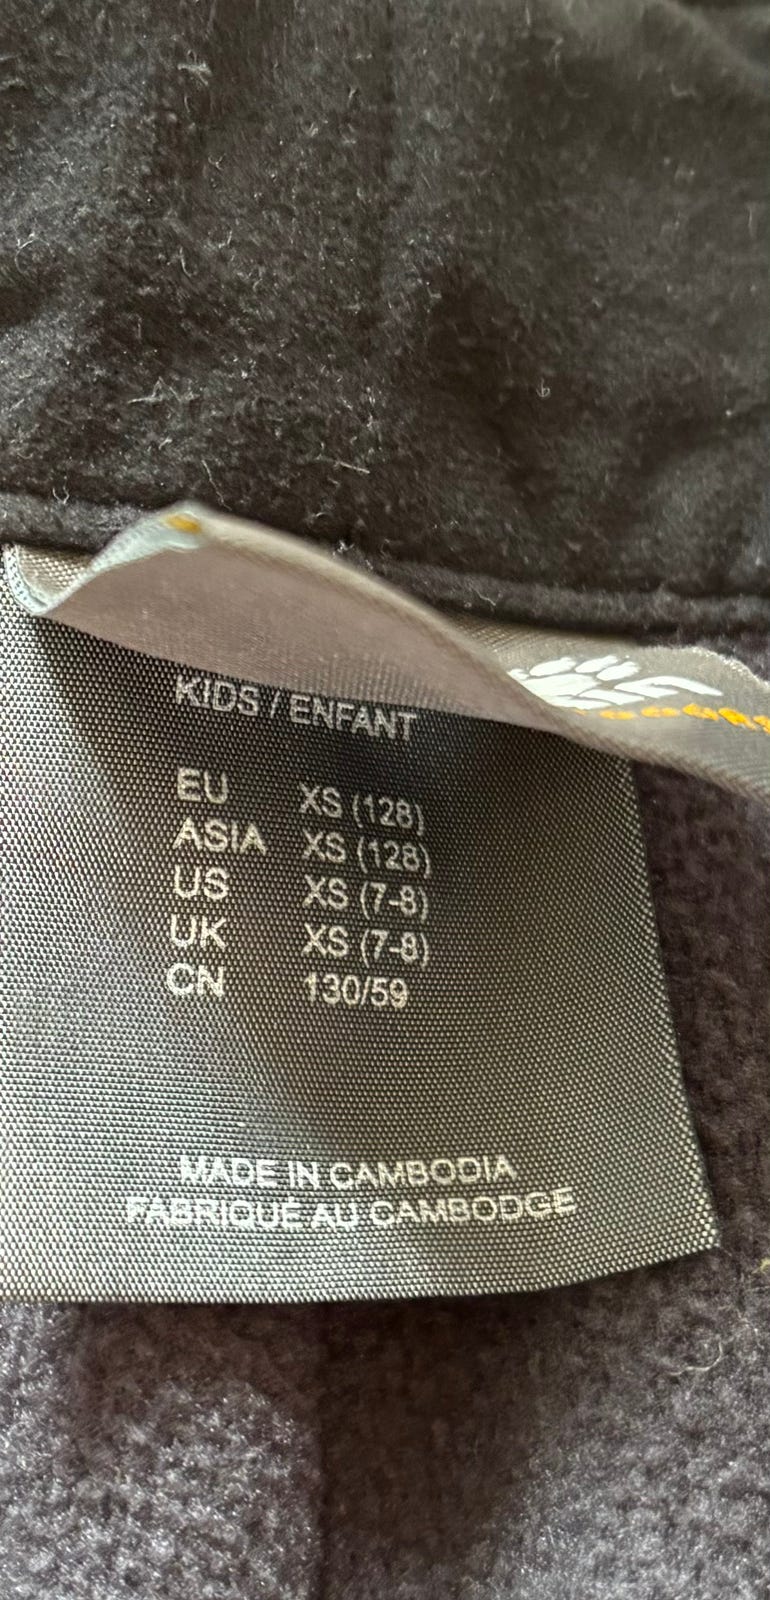 KIDS / ENFANT
EU XS (128)
ASIA XS (128)
US XS (7-8)
UK XS (7-8)
CN 130/59
MADE IN CAMBODIA
FABRIQUÉ AU CAMBODGE